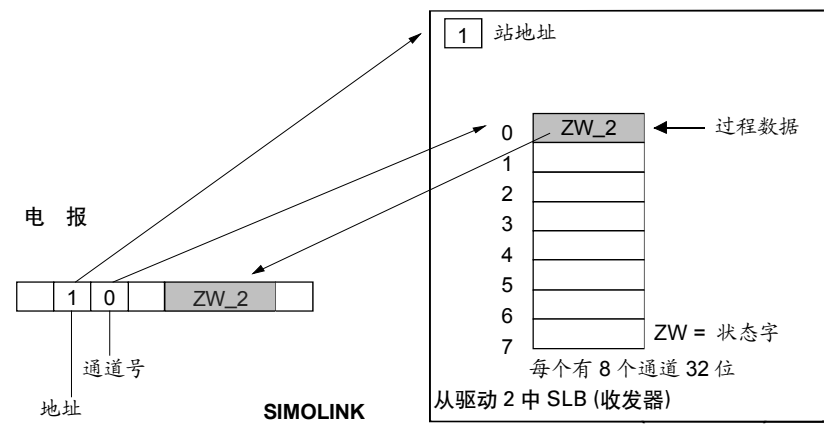 1 站地址
0 ZW_2 过程数据
1
2
3
4
5
6
7
ZW = 状态字
每个有 8 个通道 32 位
从驱动 2 中 SLB (收发器)
电 报
1 0 ZW_2
通道号
地址
SIMOLINK